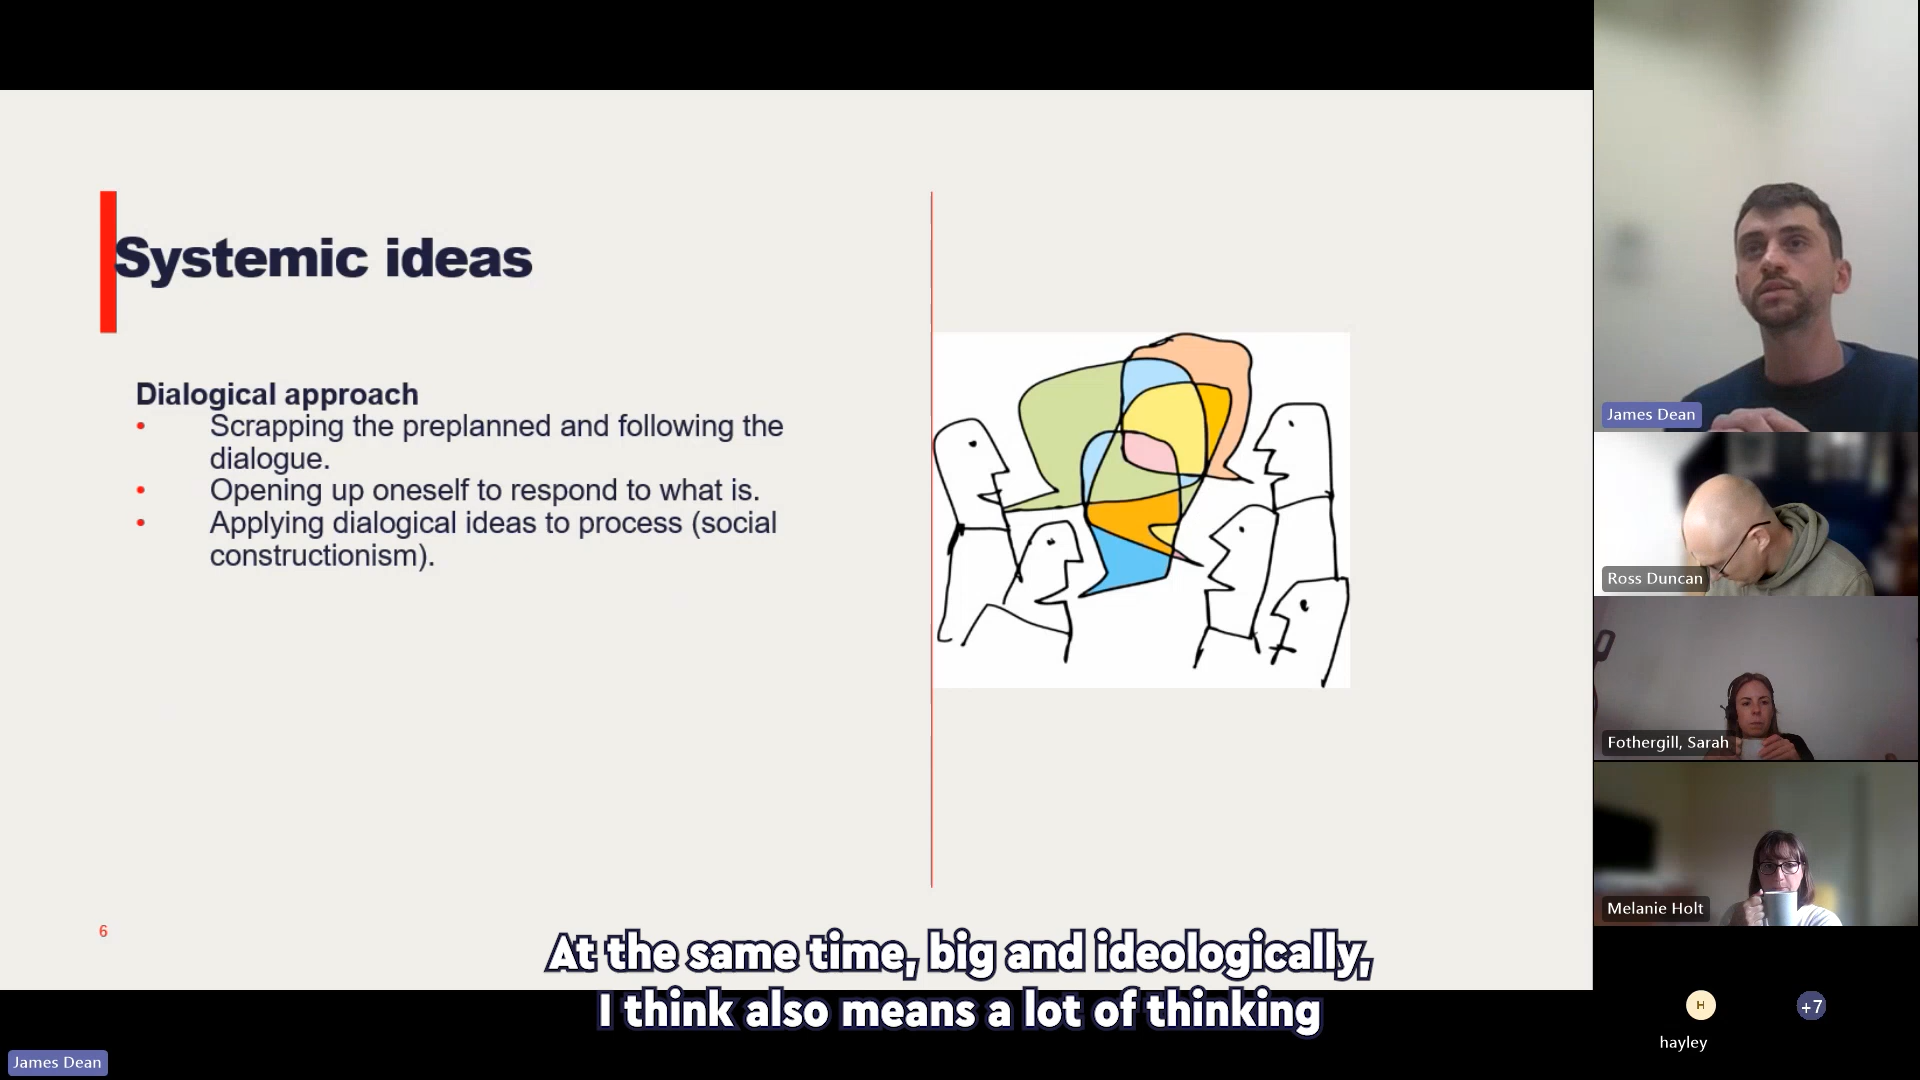 Systemic ideas
Dialogical approach
• Scrapping the preplanned and following the
dialogue.
• Opening up oneself to respond to what is.
• Applying dialogical ideas to process (social
constructionism).
6
At the same time, big and ideologically,
I think also means a lot of thinking
James Dean
James Dean
Ross Duncan
Fothergill, Sarah
Melanie Holt
H
hayley
+7